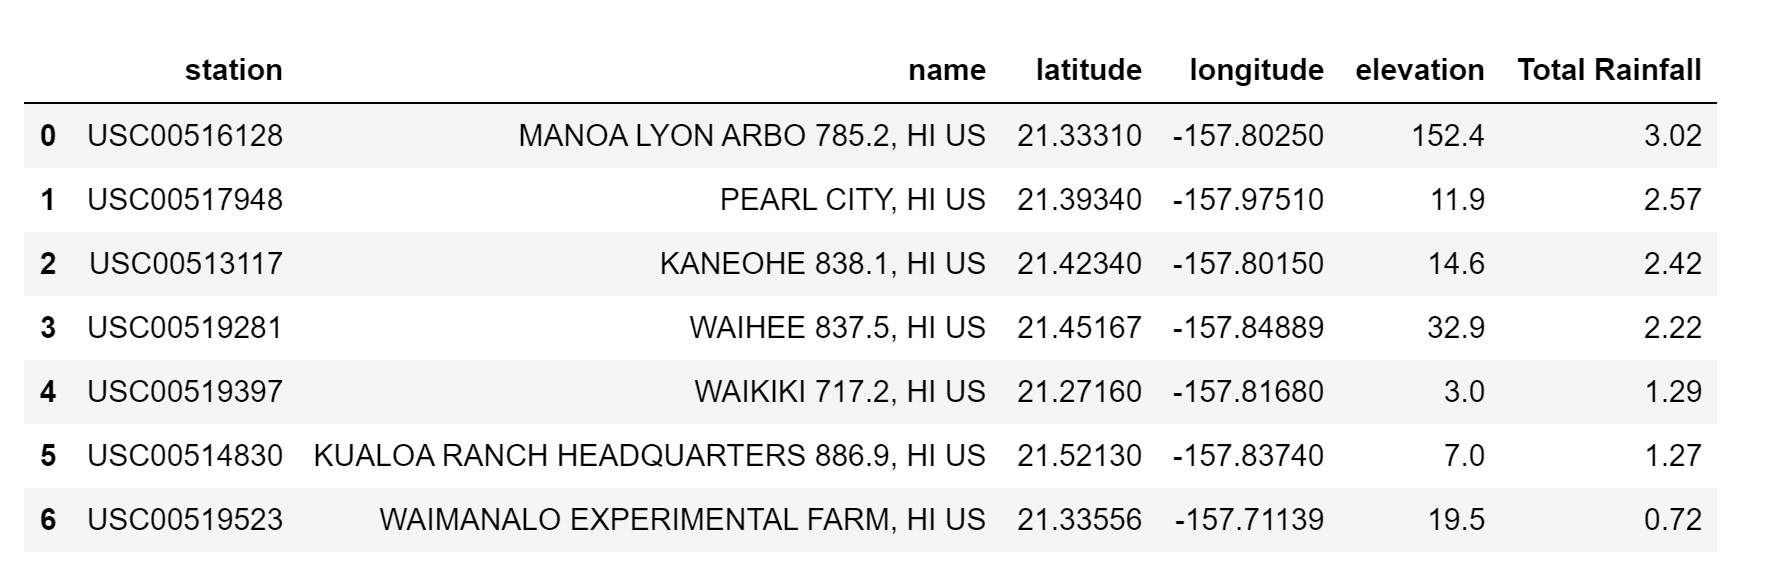 station name latitude longitude elevation Total Rainfall
0 USC00516128 MANOA LYON ARBO 785.2, HI US 21.33310 -157.80250 152.4 3.02
1 USC00517948 PEARL CITY, HI US 21.39340 -157.97510 11.9 2.57
2 USC00513117 KANEOHE 838.1, HI US 21.42340 -157.80150 14.6 2.42
3 USC00519281 WAIHEE 837.5, HI US 21.45167 -157.84889 32.9 2.22
4 USC00519397 WAIKIKI 717.2, HI US 21.27160 -157.81680 3.0 1.29
5 USC00514830 KUALOA RANCH HEADQUARTERS 886.9, HI US 21.52130 -157.83740 7.0 1.27
6 USC00519523 WAIMANALO EXPERIMENTAL FARM, HI US 21.33556 -157.71139 19.5 0.72